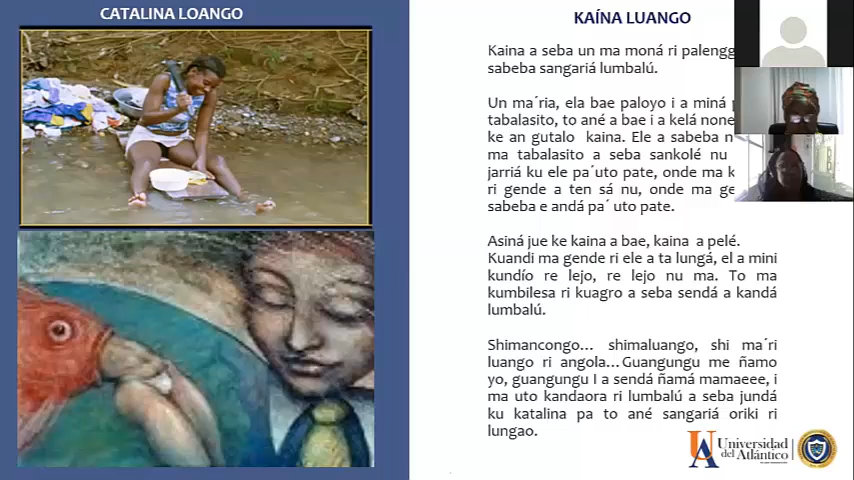 CATALINA LOANGO
KAÍNA LUANGO
Kaina a seba un ma moná ri palengg
sabeba sangariá lumbalú.
Un ma´ria, ela bae paloyo i a miná
tabalasito, to ané a bae i a kelá none
ke an gutalo kaina. Ele a sabeba
ma tabalasito a seba sankolé nu
jarriá ku ele pa´uto pate, onde ma
ri gende a ten sá nu, onde ma ge
sabeba e andá pa´ uto pate.
Asiná jue ke kaina a bae, kaina a pelé.
Kuandi ma gende ri ele a ta lungá, el a mini
kundío re lejo, re lejo nu ma. To ma
kumbilesa ri kuagro a seba sendá a kandá
lumbalú.
Shimancongo... shimaluango, shi ma´ri
luango ri angola...Guangungu me ñamo
yo, guangungu I a sendá ñamá mamaeee, i
ma uto kandaora ri lumbalú a seba jundá
ku katalina pa to ané sangariá oriki ri
lungao.
UA Universidad
del Atlántico